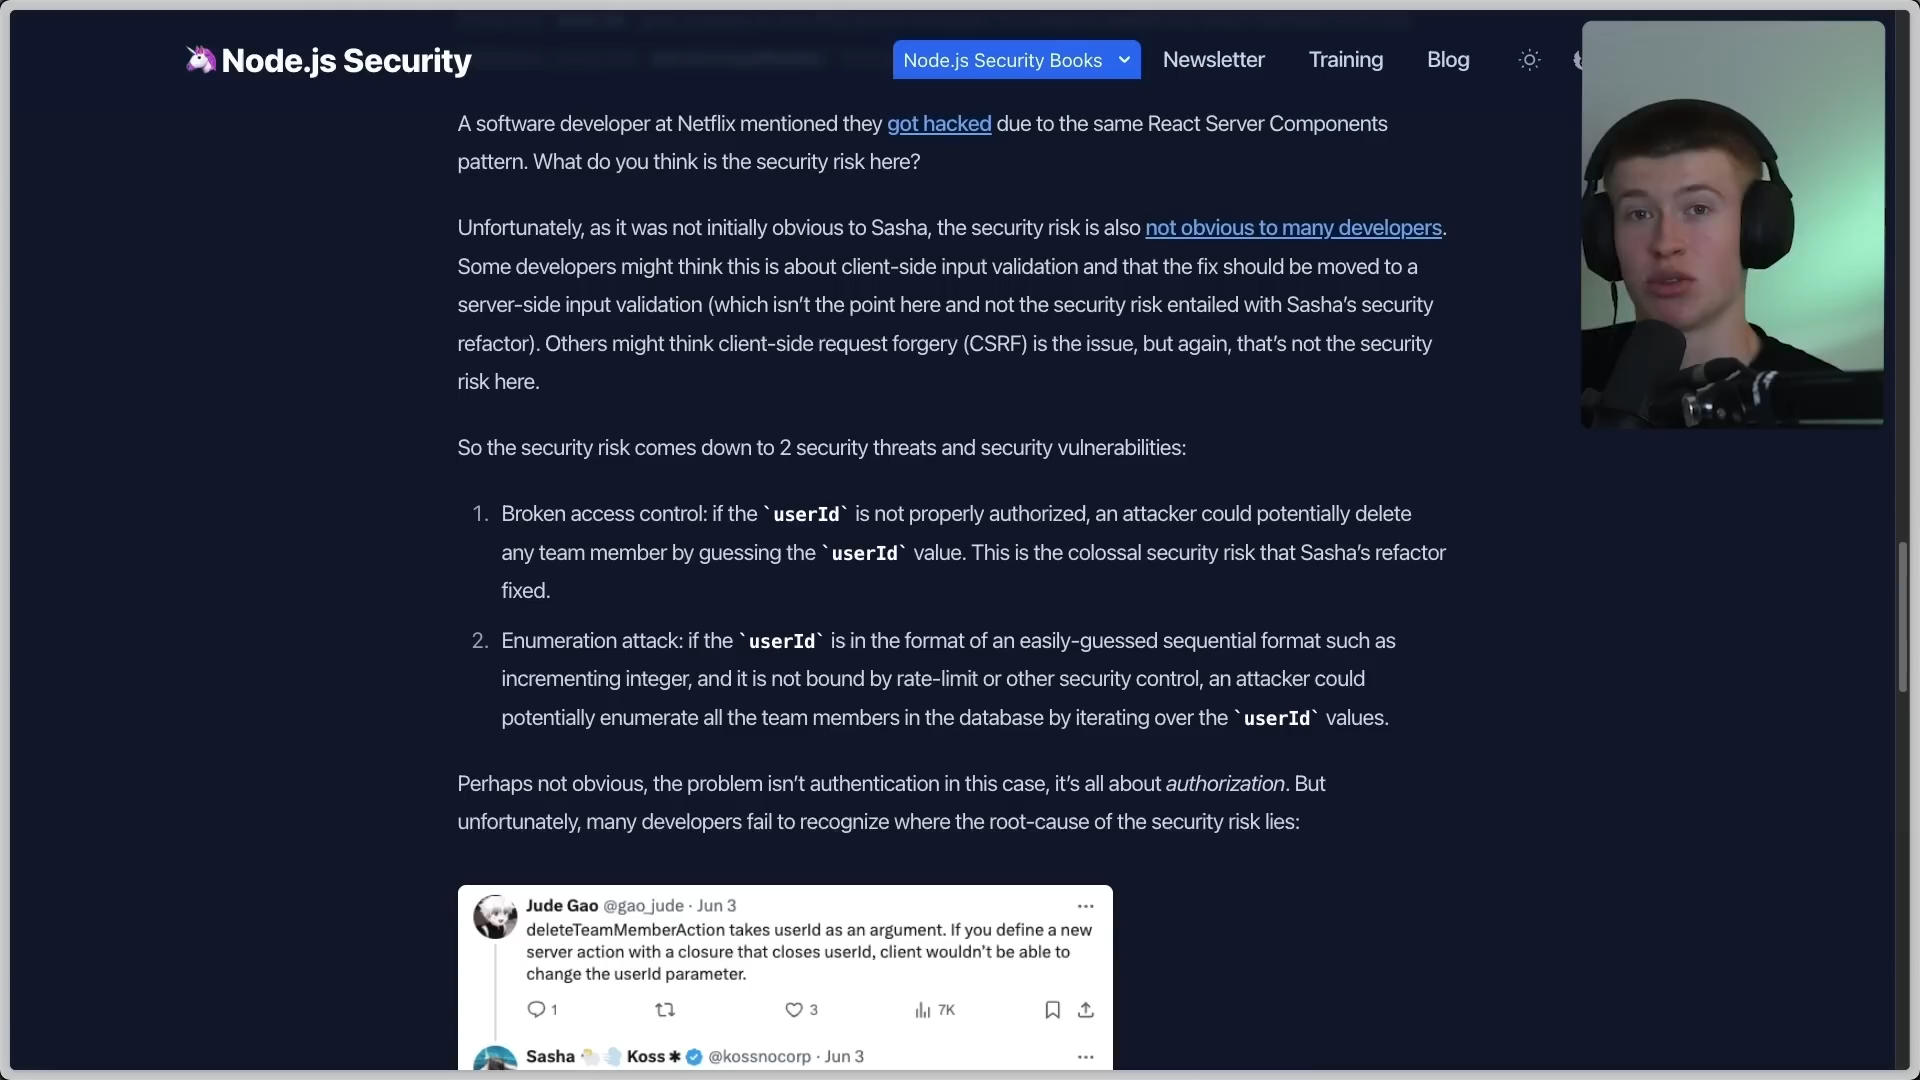 Node.js Security
Node.js Security Books
Newsletter
Training
Blog
A software developer at Netflix mentioned they got hacked due to the same React Server Components
pattern. What do you think is the security risk here?
Unfortunately, as it was not initially obvious to Sasha, the security risk is also not obvious to many developers.
Some developers might think this is about client-side input validation and that the fix should be moved to a
server-side input validation (which isn't the point here and not the security risk entailed with Sasha's security
refactor). Others might think client-side request forgery (CSRF) is the issue, but again, that's not the security
risk here.
So the security risk comes down to 2 security threats and security vulnerabilities:
1. Broken access control: if the `userId` is not properly authorized, an attacker could potentially delete
any team member by guessing the `userId` value. This is the colossal security risk that Sasha's refactor
fixed.
2. Enumeration attack: if the `userId` is in the format of an easily-guessed sequential format such as
incrementing integer, and it is not bound by rate-limit or other security control, an attacker could
potentially enumerate all the team members in the database by iterating over the `userId` values.
Perhaps not obvious, the problem isn't authentication in this case, it's all about authorization. But
unfortunately, many developers fail to recognize where the root-cause of the security risk lies:
Jude Gao @gao_jude · Jun 3
deleteTeamMemberAction takes userId as an argument. If you define a new
server action with a closure that closes userId, client wouldn't be able to
change the userId parameter.
1
3
7K
Sasha Koss @kossnocorp · Jun 3